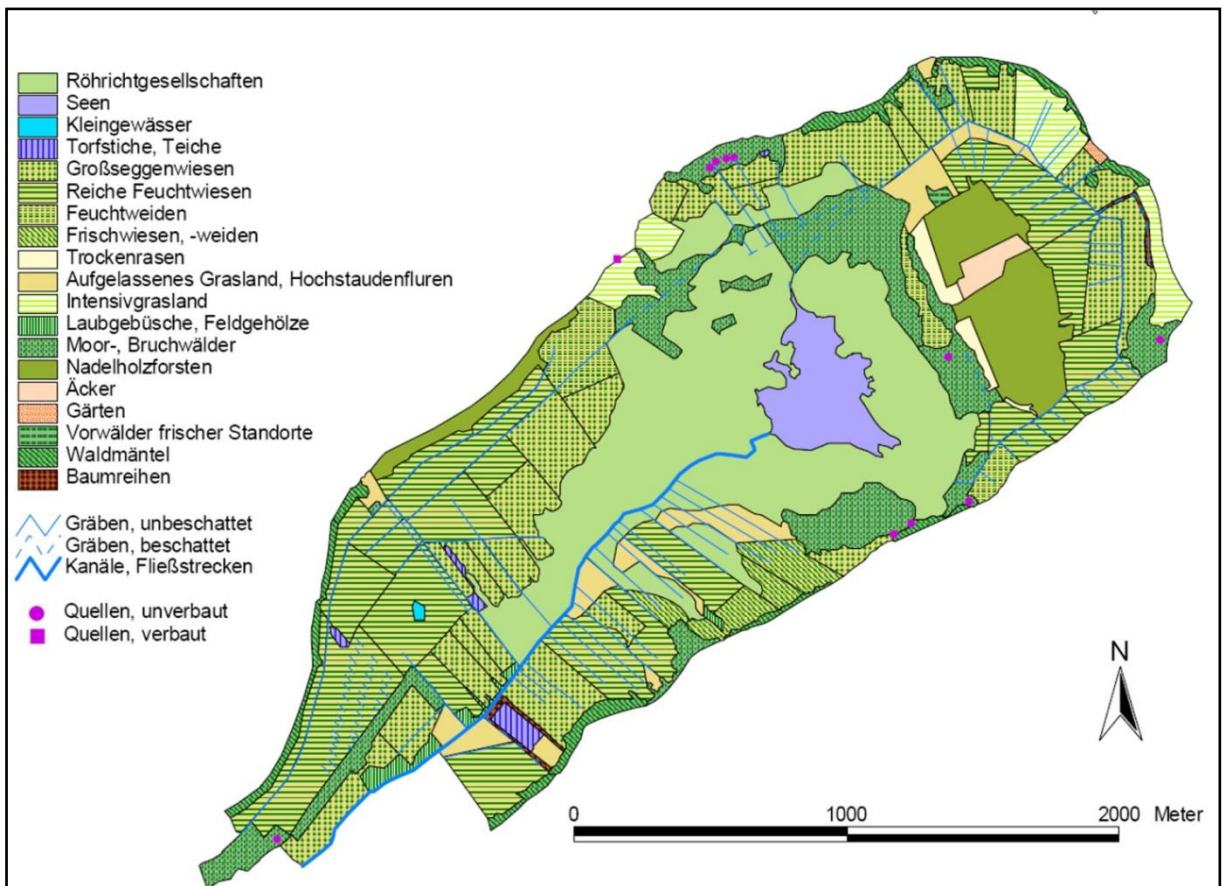 Röhrichtgesellschaften
Seen
Kleingewässer
Torfstiche, Teiche
Großseggenwiesen
Reiche Feuchtwiesen
Feuchtweiden
Frischwiesen, -weiden
Trockenrasen
Aufgelassenes Grasland, Hochstaudenfluren
Intensivgrasland
Laubgebüsche, Feldgehölze
Moor-, Bruchwälder
Nadelholzforsten
Äcker
Gärten
Vorwälder frischer Standorte
Waldmäntel
Baumreihen
Gräben, unbeschattet
Gräben, beschattet
Kanäle, Fließstrecken
Quellen, unverbaut
Quellen, verbaut
N
0 1000 2000 Meter